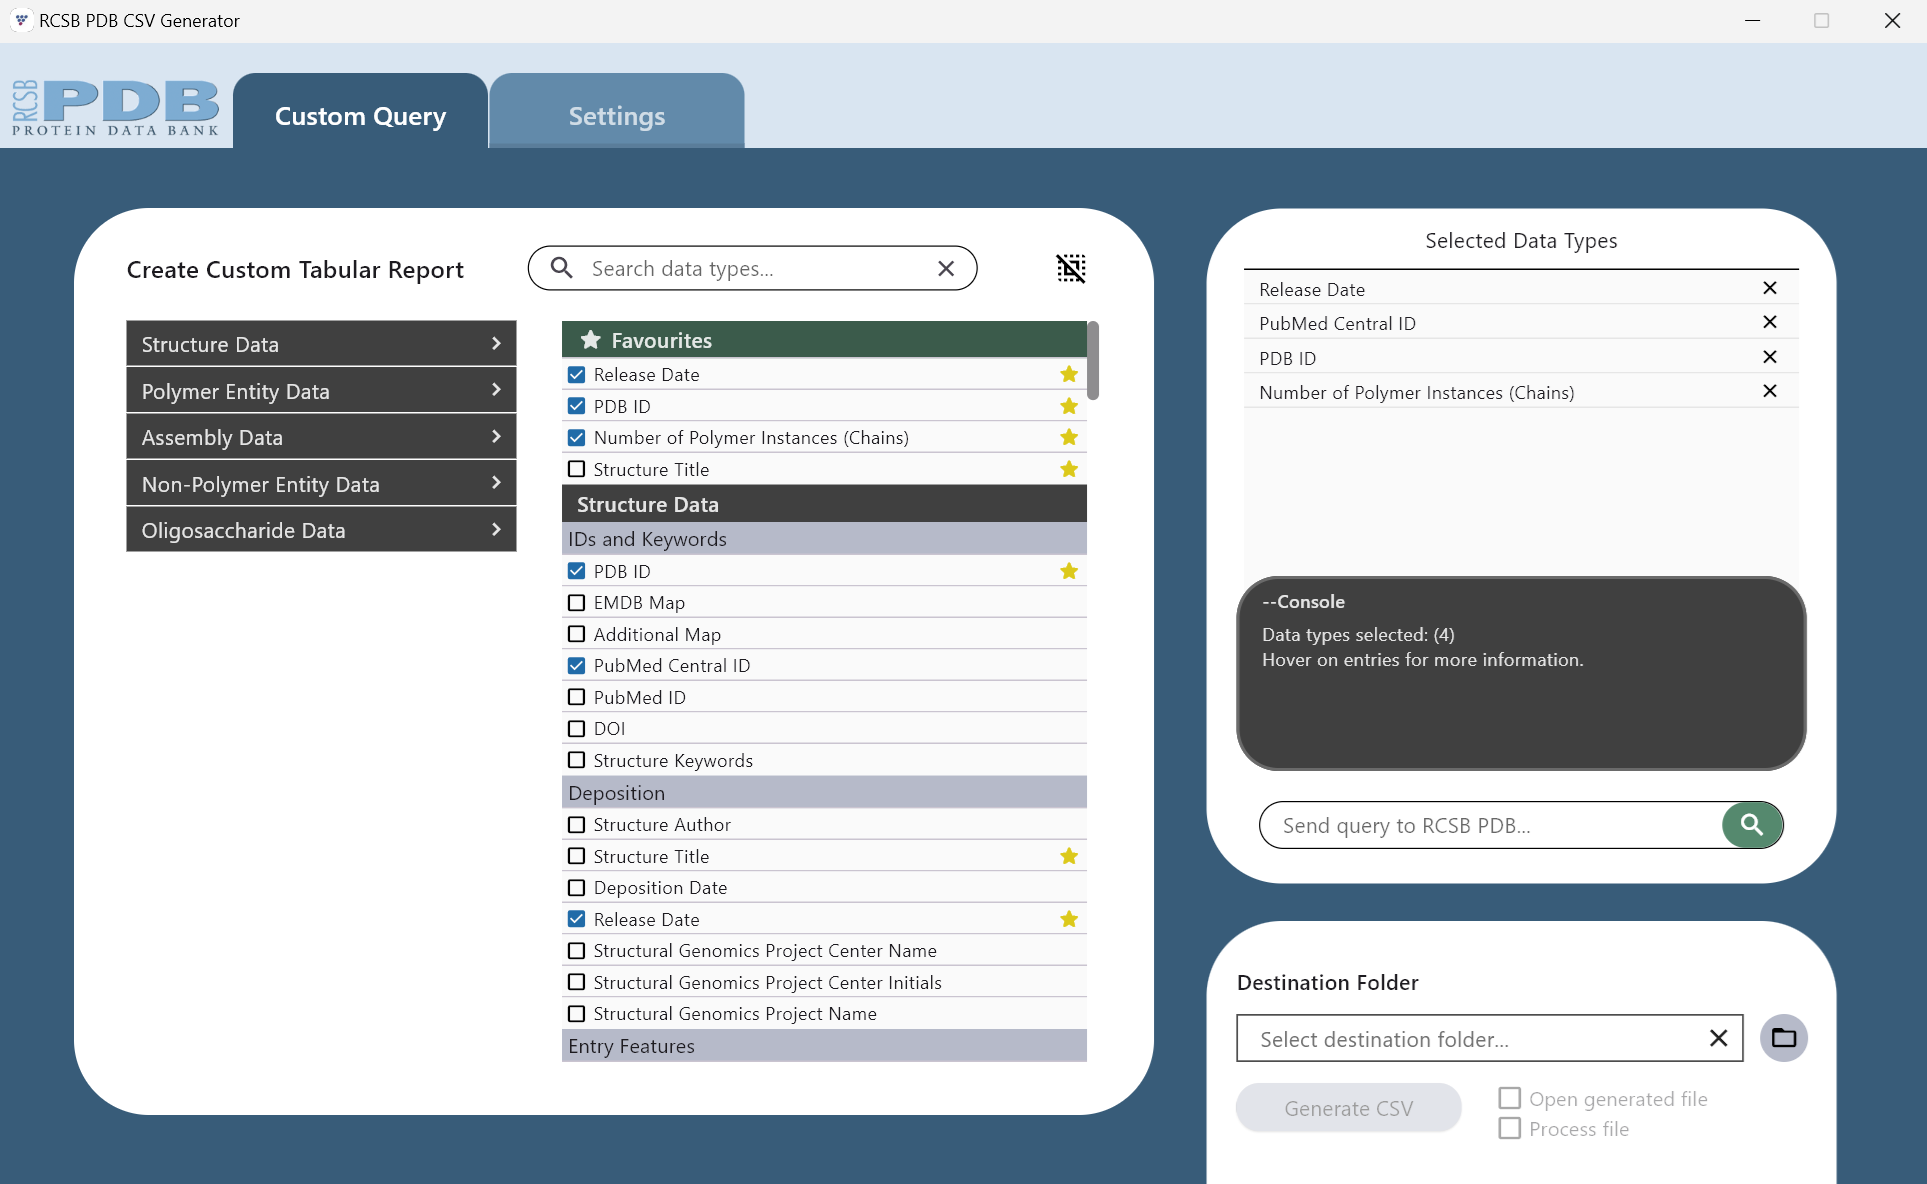 RCSB PDB CSV Generator
RCSB PDB
PROTEIN DATA BANK
Custom Query
Settings
Create Custom Tabular Report
Search data types...
Structure Data
Polymer Entity Data
Assembly Data
Non-Polymer Entity Data
Oligosaccharide Data
Favourites
Release Date
PDB ID
Number of Polymer Instances (Chains)
Structure Title
Structure Data
IDs and Keywords
PDB ID
EMDB Map
Additional Map
PubMed Central ID
PubMed ID
DOI
Structure Keywords
Deposition
Structure Author
Structure Title
Deposition Date
Release Date
Structural Genomics Project Center Name
Structural Genomics Project Center Initials
Structural Genomics Project Name
Entry Features
Selected Data Types
Release Date
PubMed Central ID
PDB ID
Number of Polymer Instances (Chains)
--Console
Data types selected: (4)
Hover on entries for more information.
Send query to RCSB PDB...
Destination Folder
Select destination folder...
Generate CSV
Open generated file
Process file